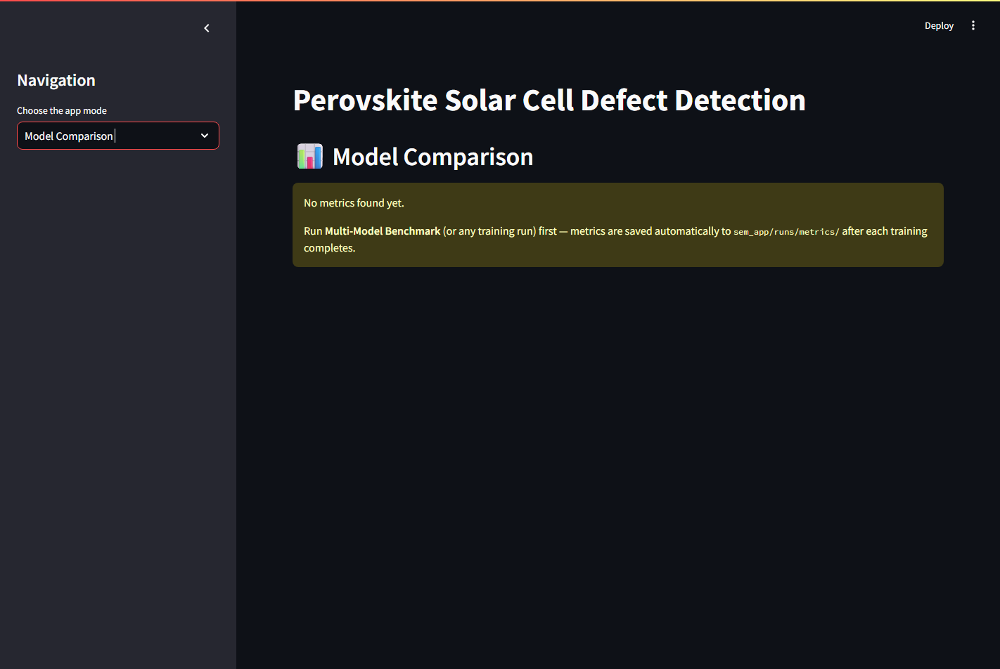 Deploy
Navigation
Choose the app mode
Model Comparison
Perovskite Solar Cell Defect Detection
Model Comparison
No metrics found yet.
Run Multi-Model Benchmark (or any training run) first — metrics are saved automatically to sem_app/runs/metrics/ after each training
completes.